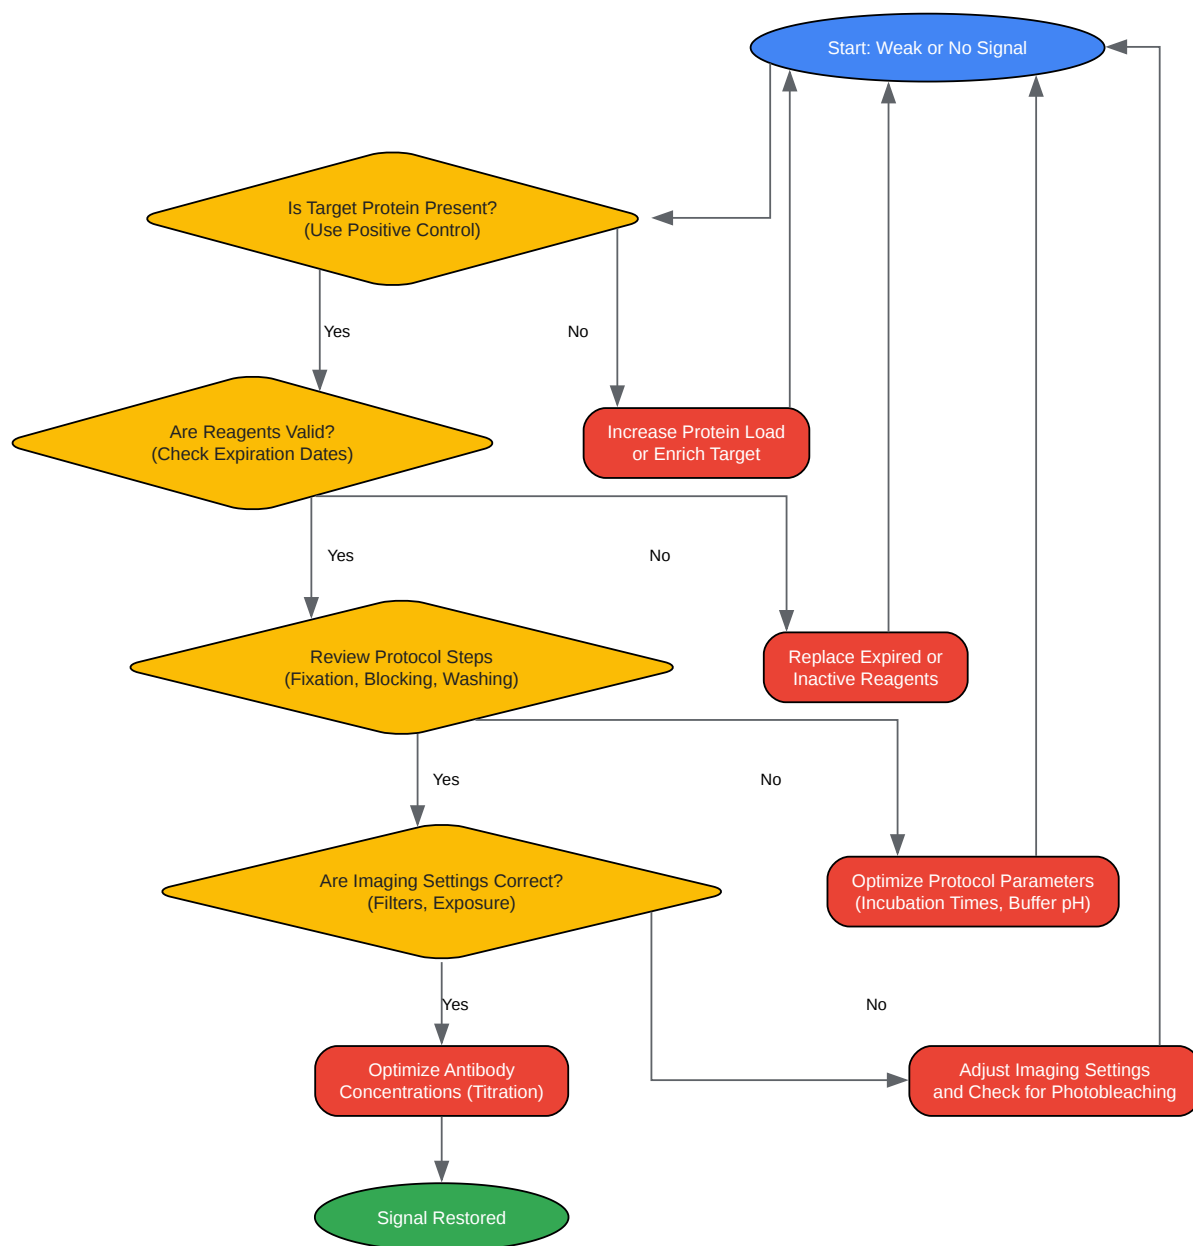 Start: Weak or No Signal
Is Target Protein Present?
(Use Positive Control)
Yes
No
Are Reagents Valid?
(Check Expiration Dates)
Increase Protein Load
or Enrich Target
Yes
No
Review Protocol Steps
(Fixation, Blocking, Washing)
Replace Expired or
Inactive Reagents
Yes
No
Are Imaging Settings Correct?
(Filters, Exposure)
Optimize Protocol Parameters
(Incubation Times, Buffer pH)
Yes
No
Optimize Antibody
Concentrations (Titration)
Adjust Imaging Settings
and Check for Photobleaching
Signal Restored